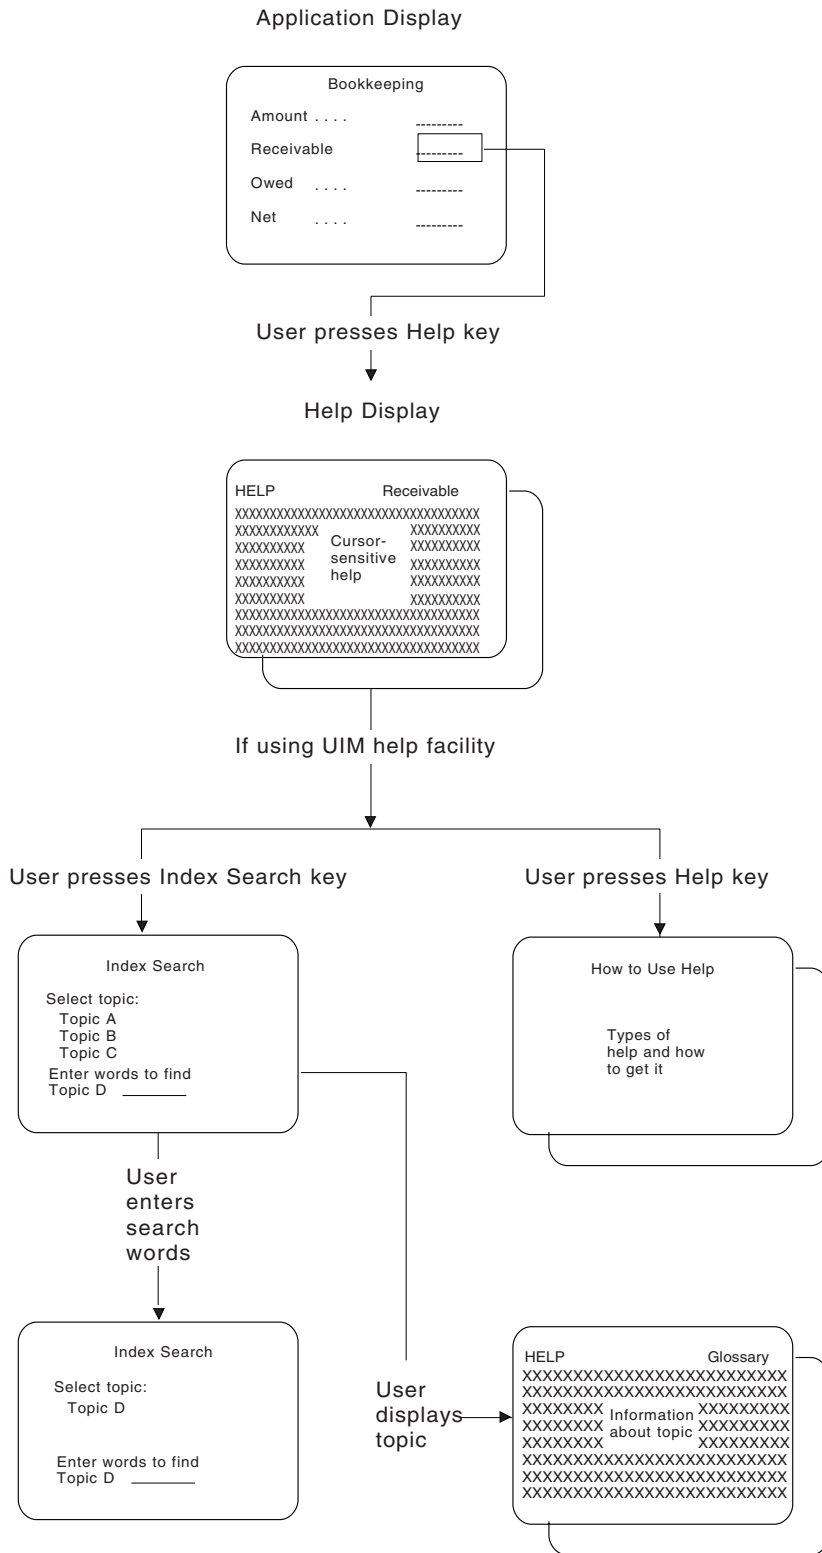 Application Display
Bookkeeping
Amount . . . . ---------
Receivable ---------
Owed . . . . ---------
Net . . . . ---------
User presses Help key
Help Display
HELP Receivable
XXXXXXXXXXXXXXXXXXXXXXXXXXXXXXXXXXX
XXXXXXXXXXXX XXXXXXXXXX
Cursor-
XXXXXXXXXX XXXXXXXXXX
sensitive
XXXXXXXXXX XXXXXXXXXX
help
XXXXXXXXXX XXXXXXXXXX
XXXXXXXXXX XXXXXXXXXX
XXXXXXXXXXXXXXXXXXXXXXXXXXXXXXXXXXX
XXXXXXXXXXXXXXXXXXXXXXXXXXXXXXXXXXX
XXXXXXXXXXXXXXXXXXXXXXXXXXXXXXXXXXX
If using UIM help facility
User presses Index Search key
User presses Help key
Index Search
Select topic:
Topic A
Topic B
Topic C
Enter words to find
Topic D ________
How to Use Help
Types of
help and how
to get it
User
enters
search
words
Index Search
Select topic:
Topic D
Enter words to find
Topic D ________
User
displays
topic
HELP Glossary
XXXXXXXXXXXXXXXXXXXXXXXXXX
XXXXXXXXXXXXXXXXXXXXXXXXXX
XXXXXXXX Information XXXXXXXXX
XXXXXXXX about topic XXXXXXXXX
XXXXXXXX XXXXXXXXX
XXXXXXXXXXXXXXXXXXXXXXXXXX
XXXXXXXXXXXXXXXXXXXXXXXXXX
XXXXXXXXXXXXXXXXXXXXXXXXXX